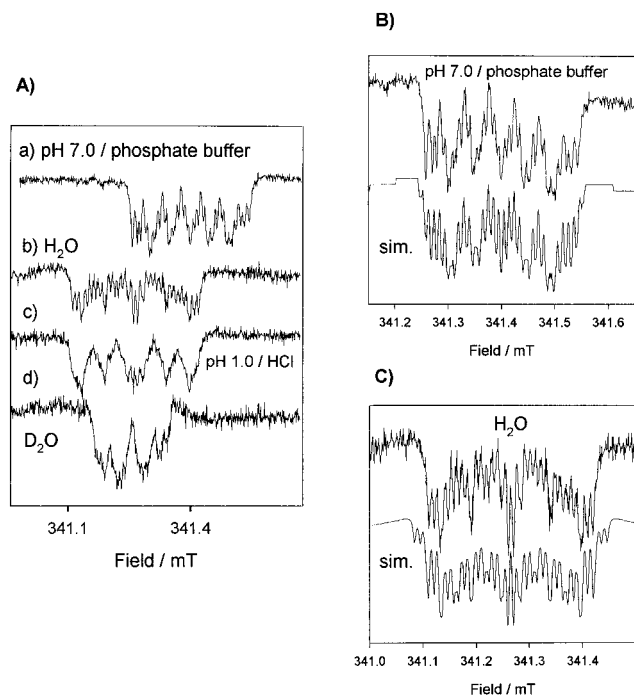 A)
a) pH 7.0 / phosphate buffer
b) H₂O
c)
pH 1.0 / HCl
d)
D₂O
341.1 341.4
Field / mT
B)
pH 7.0 / phosphate buffer
sim.
341.2 341.3 341.4 341.5 341.6
Field / mT
C)
H₂O
sim.
341.0 341.1 341.2 341.3 341.4
Field / mT